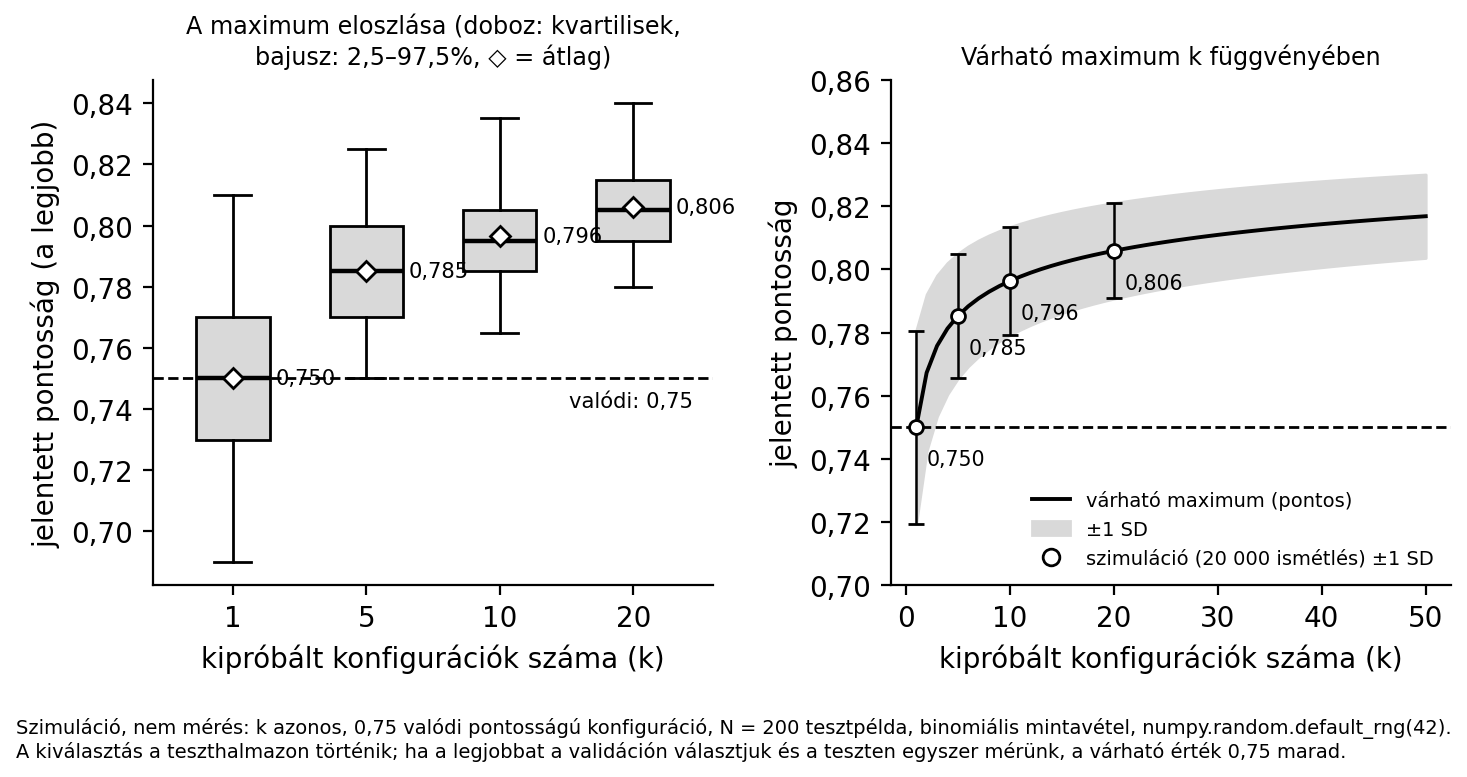 A maximum eloszlása (doboz: kvartilisek,
bajusz: 2,5–97,5%, ◇ = átlag)
jelentett pontosság (a legjobb)
0,84
0,82
0,80
0,78
0,76
0,74
0,72
0,70
0,750
0,785
0,796
0,806
valódi: 0,75
1
5
10
20
kipróbált konfigurációk száma (k)
Várható maximum k függvényében
jelentett pontosság
0,86
0,84
0,82
0,80
0,78
0,76
0,74
0,72
0,70
0,750
0,785
0,796
0,806
várható maximum (pontos)
±1 SD
szimuláció (20 000 ismétlés) ±1 SD
0
10
20
30
40
50
kipróbált konfigurációk száma (k)
Szimuláció, nem mérés: k azonos, 0,75 valódi pontosságú konfiguráció, N = 200 tesztpélda, binomiális mintavétel, numpy.random.default_rng(42).
A kiválasztás a teszthalmazon történik; ha a legjobbat a validáción választjuk és a teszten egyszer mérünk, a várható érték 0,75 marad.